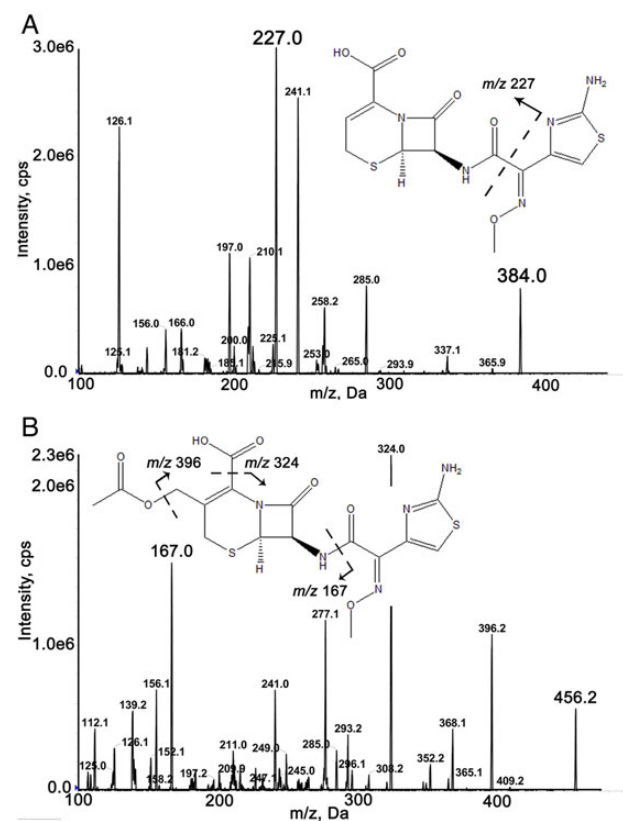 A
Intensity, cps
3.0e6
2.0e6
1.0e6
0.0
227.0
241.1
126.1
197.0
210.1
285.0
384.0
258.2
156.0
166.0
225.1
200.0
125.1
181.2
185.1
215.9
253.0
265.0
293.9
337.1
365.9
100
200
300
400
m/z, Da
HO
O
N
O
S
H
N
H
O
m/z 227
N
NH2
S
N
O
B
Intensity, cps
2.3e6
2.0e6
1.0e6
0.0
O
O
m/z 396
HO
O
m/z 324
N
O
S
H
N
H
O
m/z 167
N
NH2
S
N
O
324.0
167.0
277.1
396.2
456.2
156.1
241.0
139.2
112.1
126.1
152.1
125.0
158.2
197.2
209.9
211.0
249.0
247.1
245.0
285.0
293.2
296.1
308.2
352.2
368.1
365.1
409.2
100
200
300
400
m/z, Da